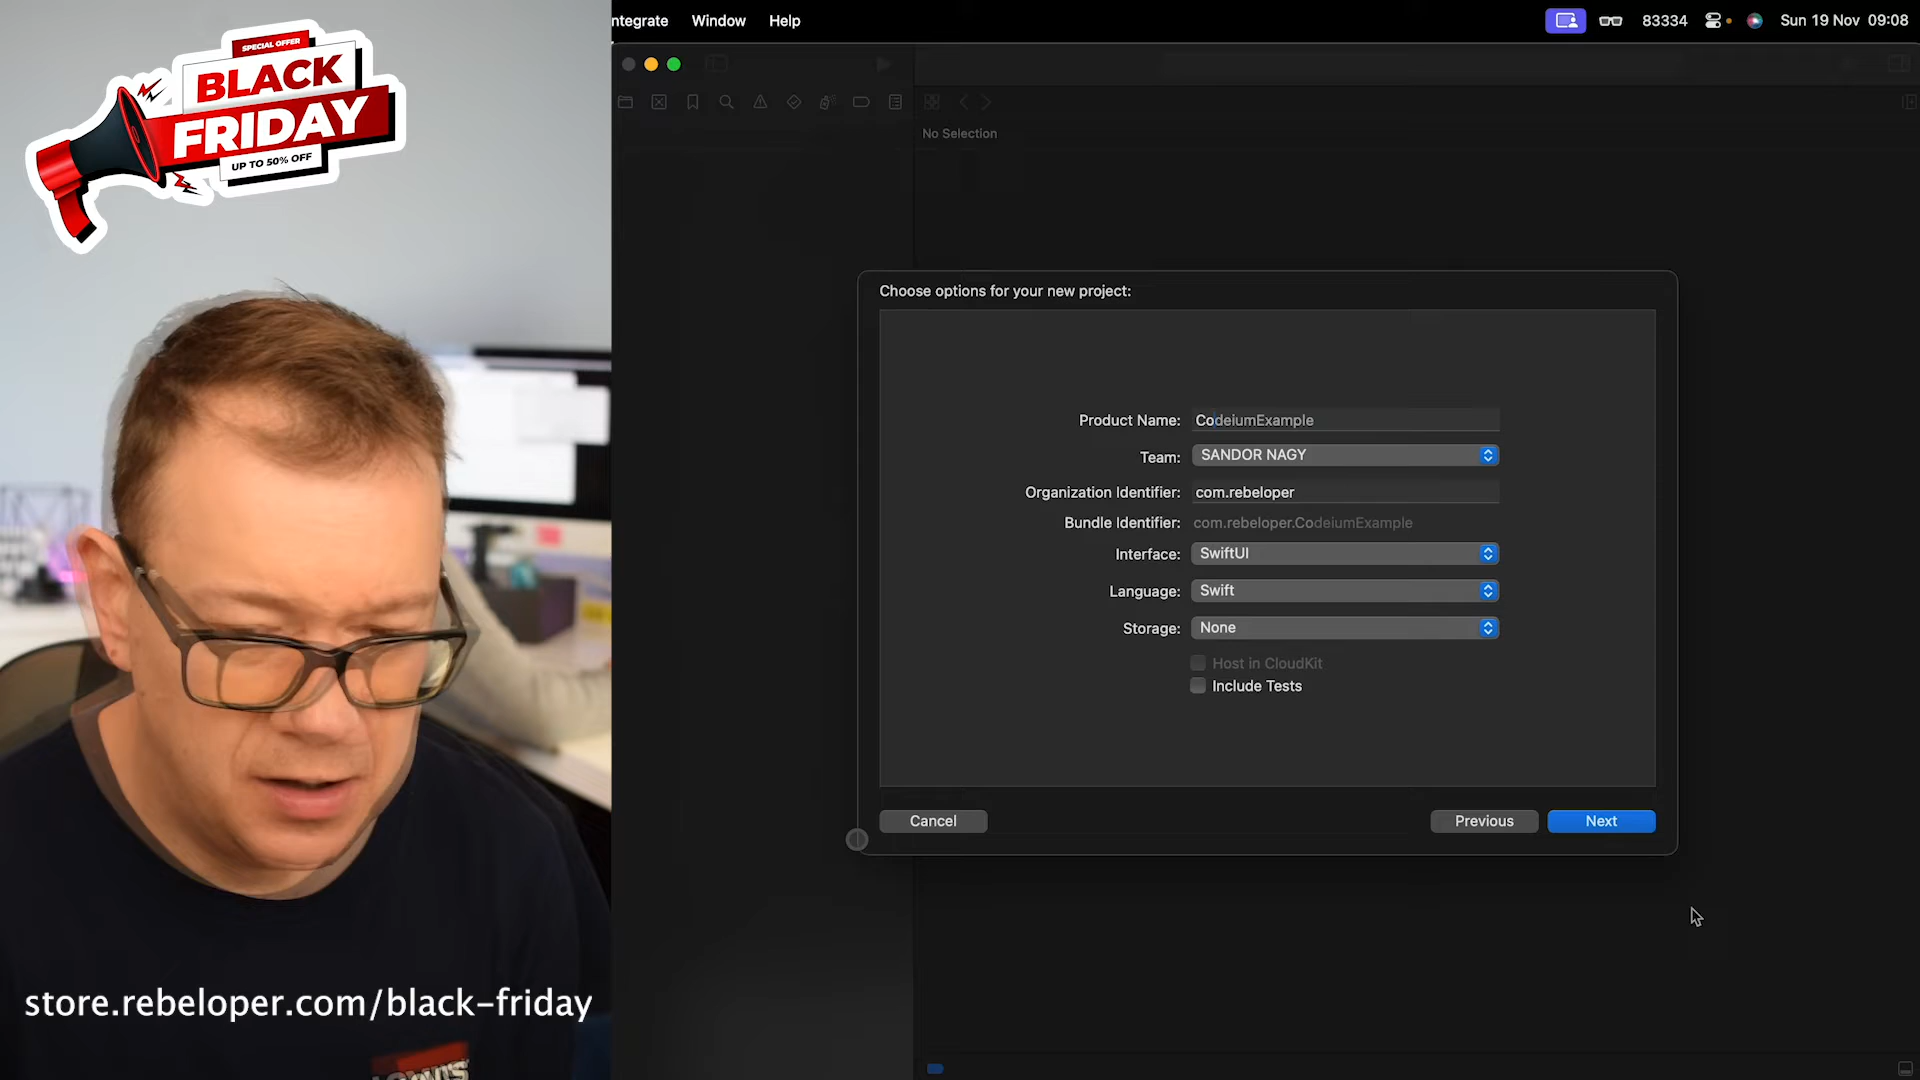 SPECIAL OFFER
BLACK
FRIDAY
UP TO 50% OFF
store.rebeloper.com/black-friday
ntegrate Window Help
83334 Sun 19 Nov 09:08
No Selection
Choose options for your new project:
Product Name: CodeiumExample
Team: SANDOR NAGY
Organization Identifier: com.rebeloper
Bundle Identifier: com.rebeloper.CodeiumExample
Interface: SwiftUI
Language: Swift
Storage: None
Host in CloudKit
Include Tests
Cancel Previous Next